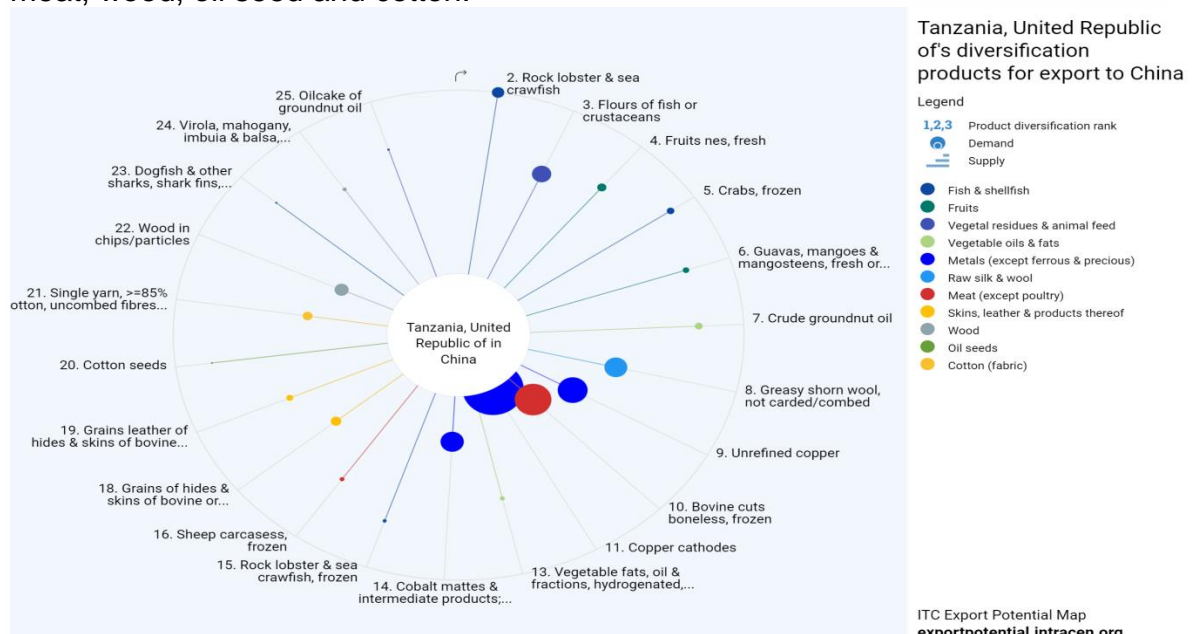 meat, wood, oil seed and cotton.
Tanzania, United Republic
of's diversification
products for export to China
Legend
1,2,3 Product diversification rank
Demand
Supply
Fish & shellfish
Fruits
Vegetal residues & animal feed
Vegetable oils & fats
Metals (except ferrous & precious)
Raw silk & wool
Meat (except poultry)
Skins, leather & products thereof
Wood
Oil seeds
Cotton (fabric)
2. Rock lobster & sea
crawfish
3. Flours of fish or
crustaceans
4. Fruits nes, fresh
5. Crabs, frozen
6. Guavas, mangoes &
mangosteens, fresh or...
7. Crude groundnut oil
8. Greasy shorn wool,
not carded/combed
9. Unrefined copper
10. Bovine cuts
boneless, frozen
11. Copper cathodes
13. Vegetable fats, oil &
fractions, hydrogenated,...
14. Cobalt mattes &
intermediate products;...
15. Rock lobster & sea
crawfish, frozen
16. Sheep carcasess,
frozen
18. Grains of hides &
skins of bovine or...
19. Grains leather of
hides & skins of bovine...
20. Cotton seeds
21. Single yarn, >=85%
otton, uncombed fibres...
22. Wood in
chips/particles
23. Dogfish & other
sharks, shark fins,...
24. Virola, mahogany,
imbuia & balsa,...
25. Oilcake of
groundnut oil
Tanzania, United
Republic of in
China
ITC Export Potential Map
exportpotential.intracen.org